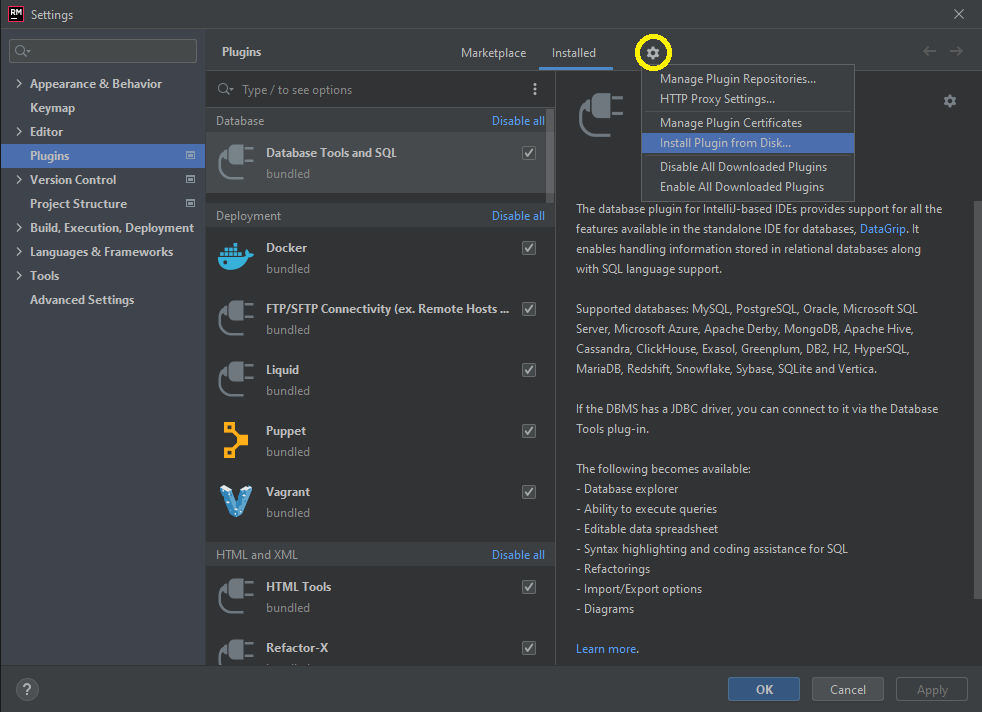 RM
Settings
Plugins
Marketplace
Installed
Appearance & Behavior
Keymap
Editor
Plugins
Version Control
Project Structure
Build, Execution, Deployment
Languages & Frameworks
Tools
Advanced Settings
Type / to see options
Database
Disable all
Database Tools and SQL
bundled
Deployment
Disable all
Docker
bundled
FTP/SFTP Connectivity (ex. Remote Hosts ...
bundled
Liquid
bundled
Puppet
bundled
Vagrant
bundled
HTML and XML
Disable all
HTML Tools
bundled
Refactor-X
Manage Plugin Repositories...
HTTP Proxy Settings...
Manage Plugin Certificates
Install Plugin from Disk...
Disable All Downloaded Plugins
Enable All Downloaded Plugins
The database plugin for IntelliJ-based IDEs provides support for all the
features available in the standalone IDE for databases, DataGrip. It
enables handling information stored in relational databases along
with SQL language support.
Supported databases: MySQL, PostgreSQL, Oracle, Microsoft SQL
Server, Microsoft Azure, Apache Derby, MongoDB, Apache Hive,
Cassandra, ClickHouse, Exasol, Greenplum, DB2, H2, HyperSQL,
MariaDB, Redshift, Snowflake, Sybase, SQLite and Vertica.
If the DBMS has a JDBC driver, you can connect to it via the Database
Tools plug-in.
The following becomes available:
- Database explorer
- Ability to execute queries
- Editable data spreadsheet
- Syntax highlighting and coding assistance for SQL
- Refactorings
- Import/Export options
- Diagrams
Learn more.
?
OK
Cancel
Apply